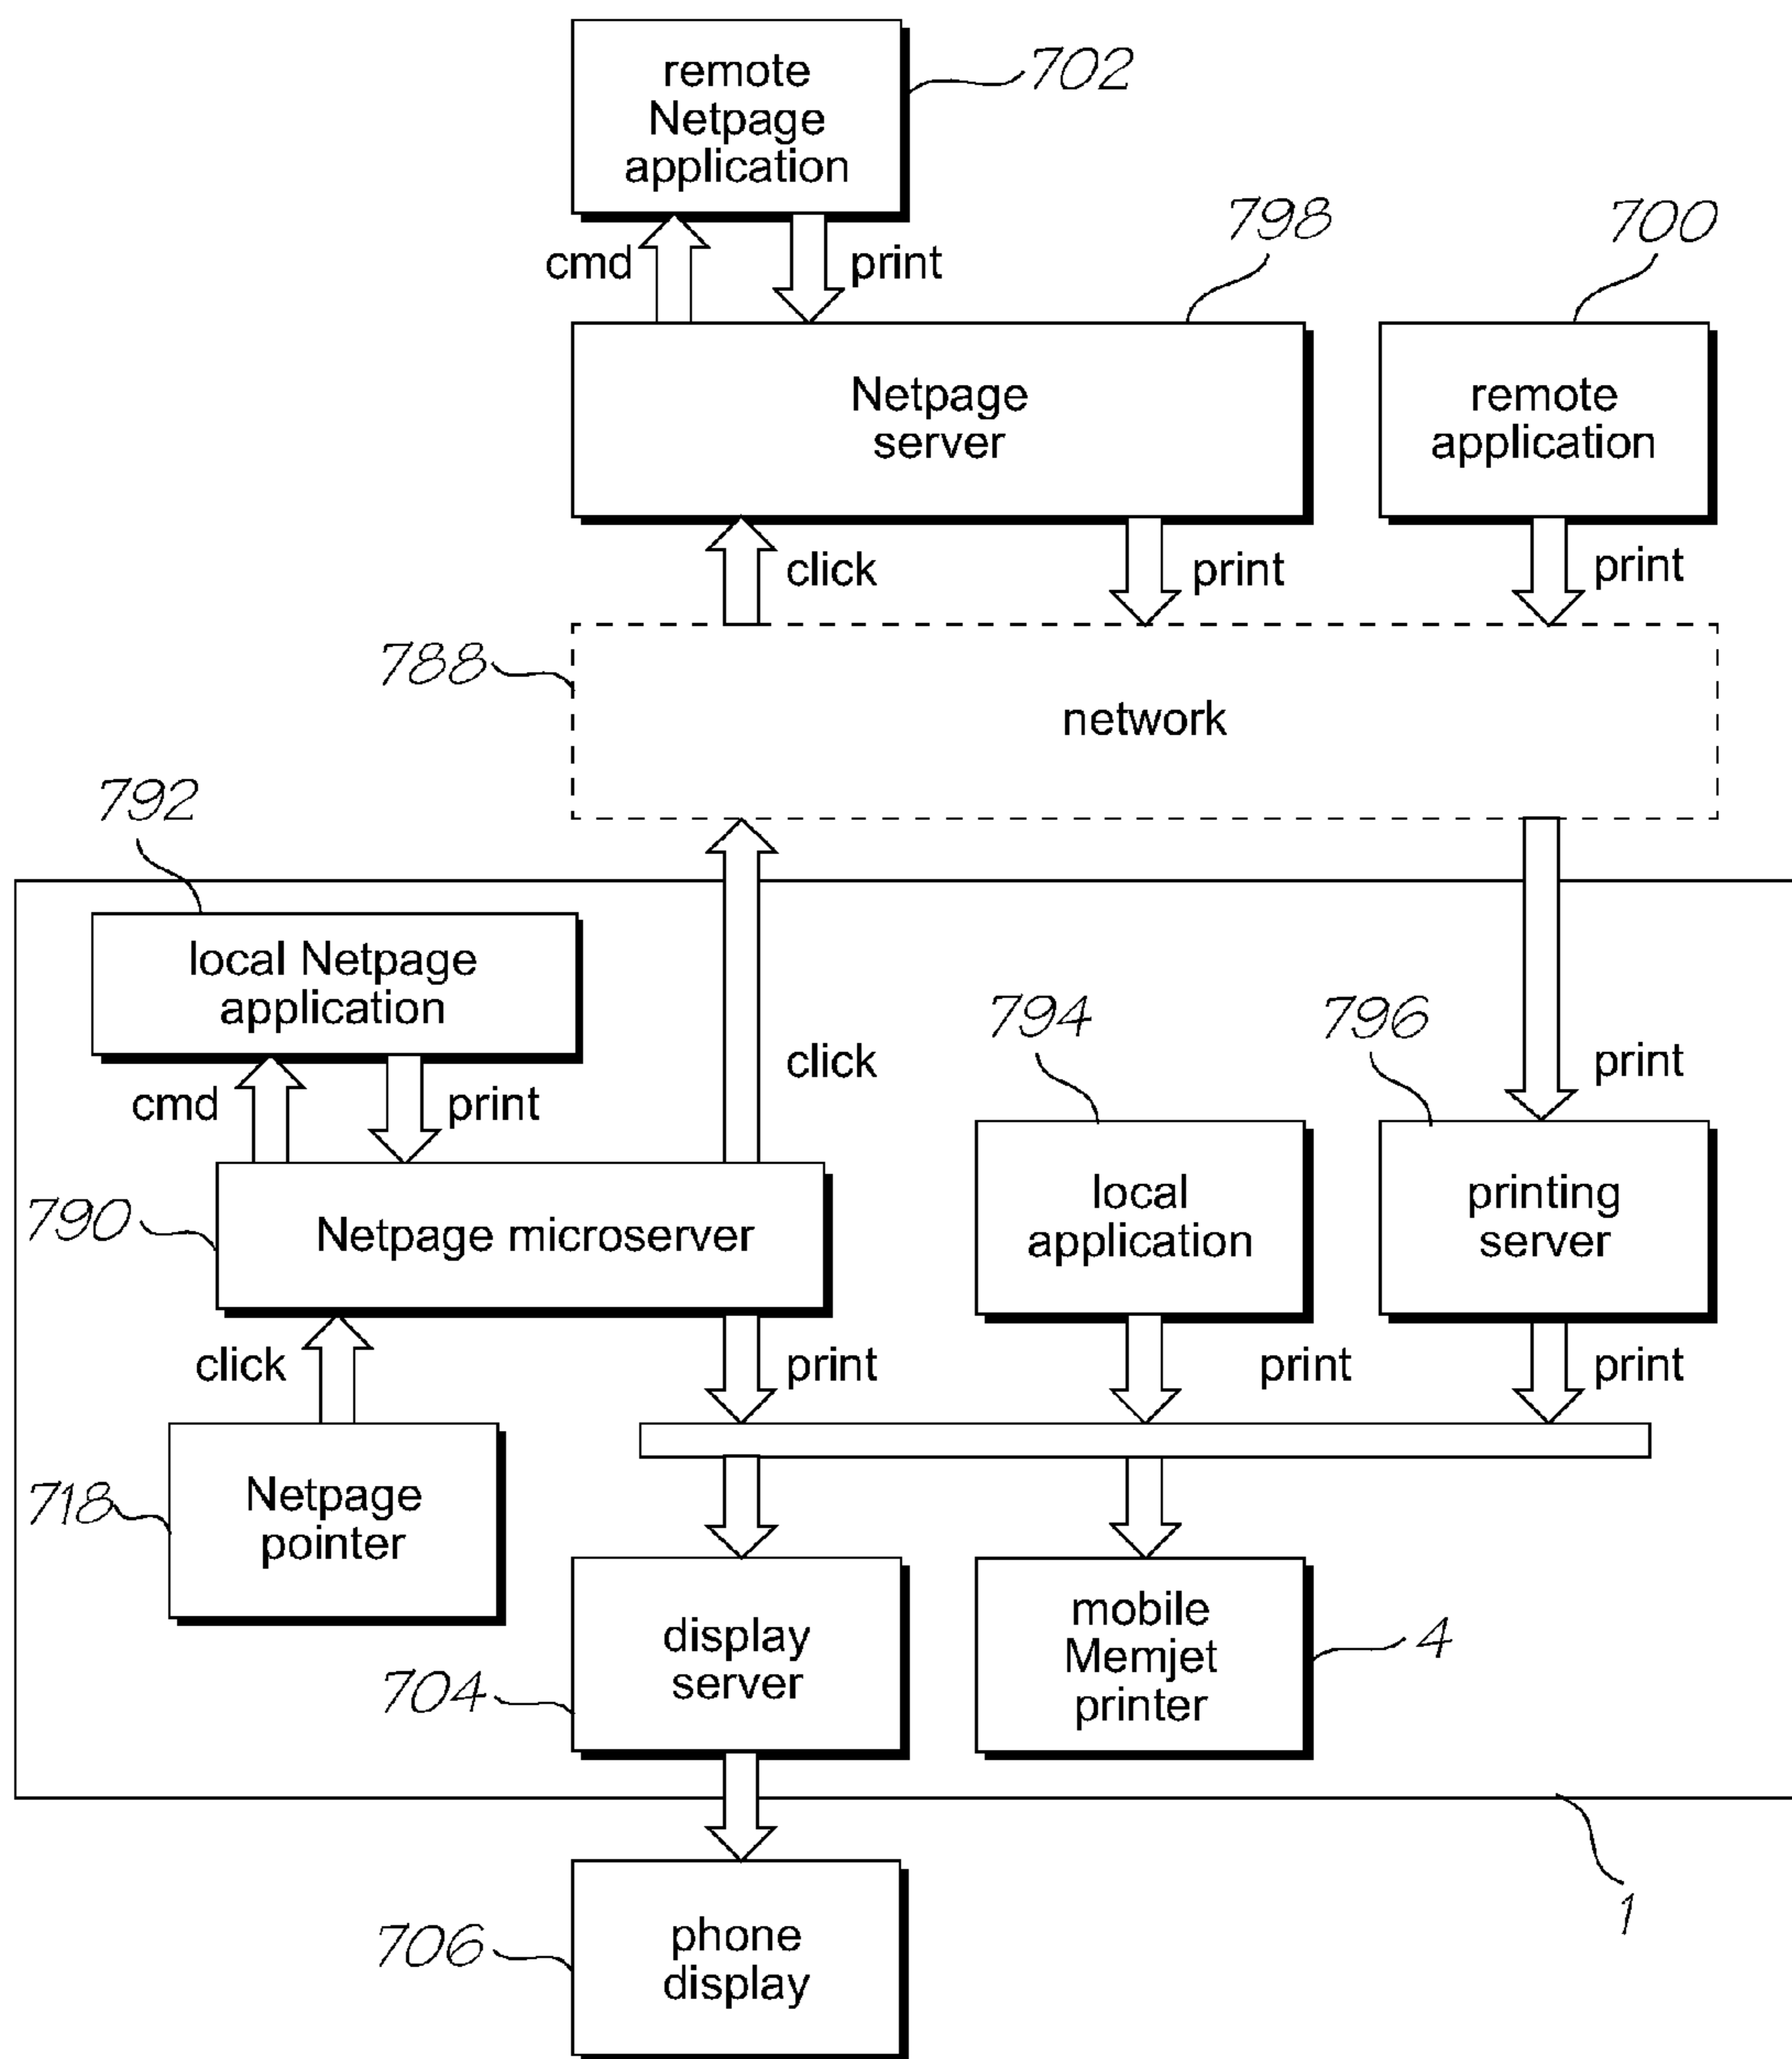 remote
Netpage
application
702
cmd
print
798
700
Netpage
server
remote
application
click
print
print
788
network
792
local Netpage
application
794
796
click
print
cmd
print
790
Netpage microserver
local
application
printing
server
click
print
print
print
718
Netpage
pointer
704
display
server
mobile
Memjet
printer
4
1
706
phone
display